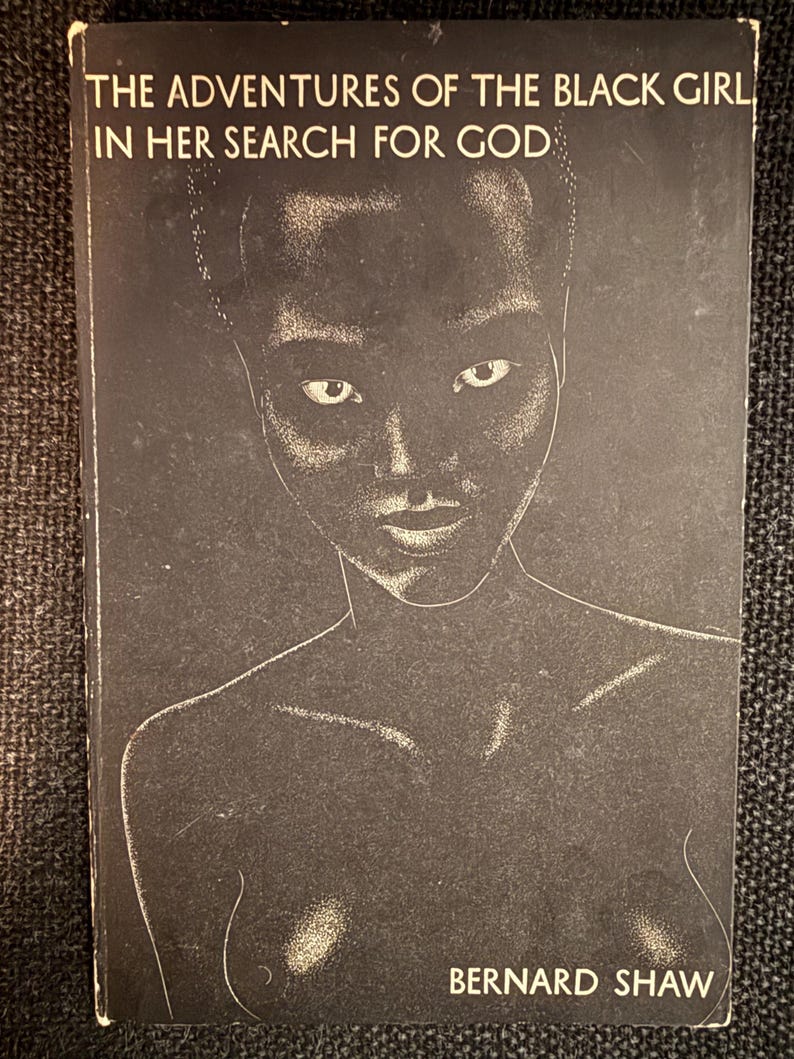 THE ADVENTURES OF THE BLACK GIRL
IN HER SEARCH FOR GOD
BERNARD SHAW